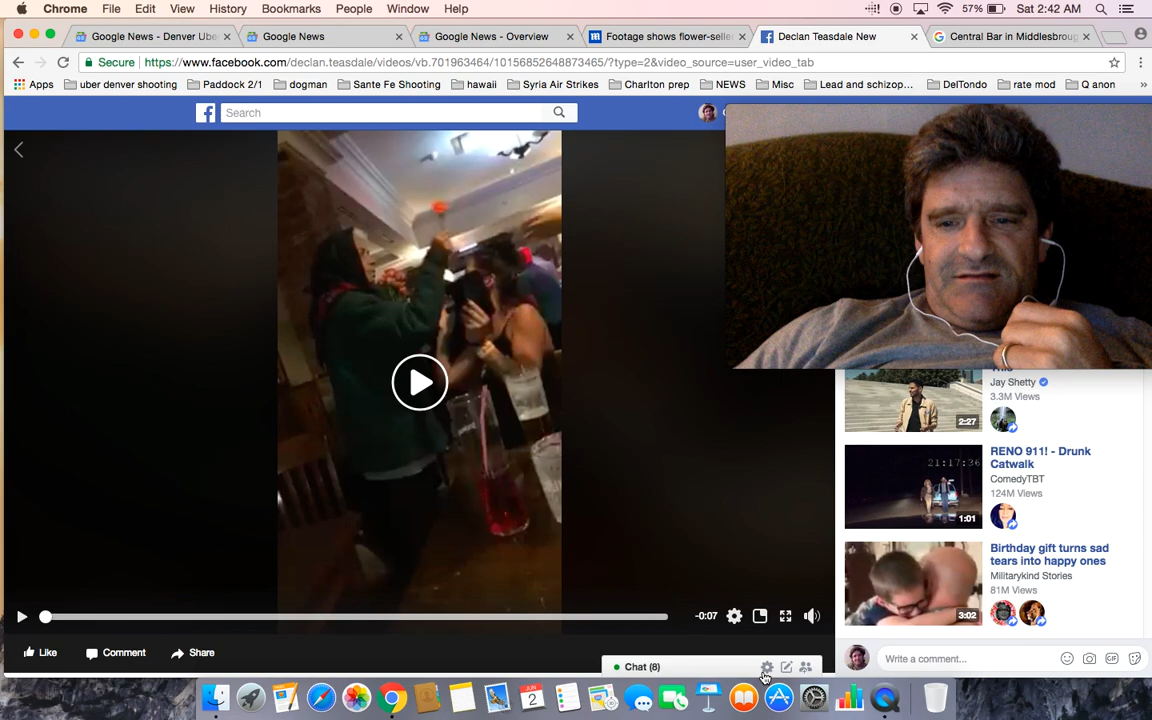 Chrome File Edit View History Bookmarks People Window Help 57% Sat 2:42 AM
Google News - Denver Ube × Google News × Google News - Overview × Footage shows flower-selle × Declan Teasdale New × Central Bar in Middlesbroug ×
Secure https://www.facebook.com/declan.teasdale/videos/vb.701963464/10156852648873465/?type=2&video_source=user_video_tab
Apps uber denver shooting Paddock 2/1 dogman Sante Fe Shooting hawaii Syria Air Strikes Charlton prep NEWS Misc Lead and schizop... DelTondo rate mod Q anon »
Search
Jay Shetty
3.3M Views
2:27
RENO 911! - Drunk
Catwalk
ComedyTBT
21:17:36
124M Views
1:01
Birthday gift turns sad
tears into happy ones
Militarykind Stories
81M Views
3:02
-0:07
Like Comment Share
Chat (8)
Write a comment...
GIF
JUN
2